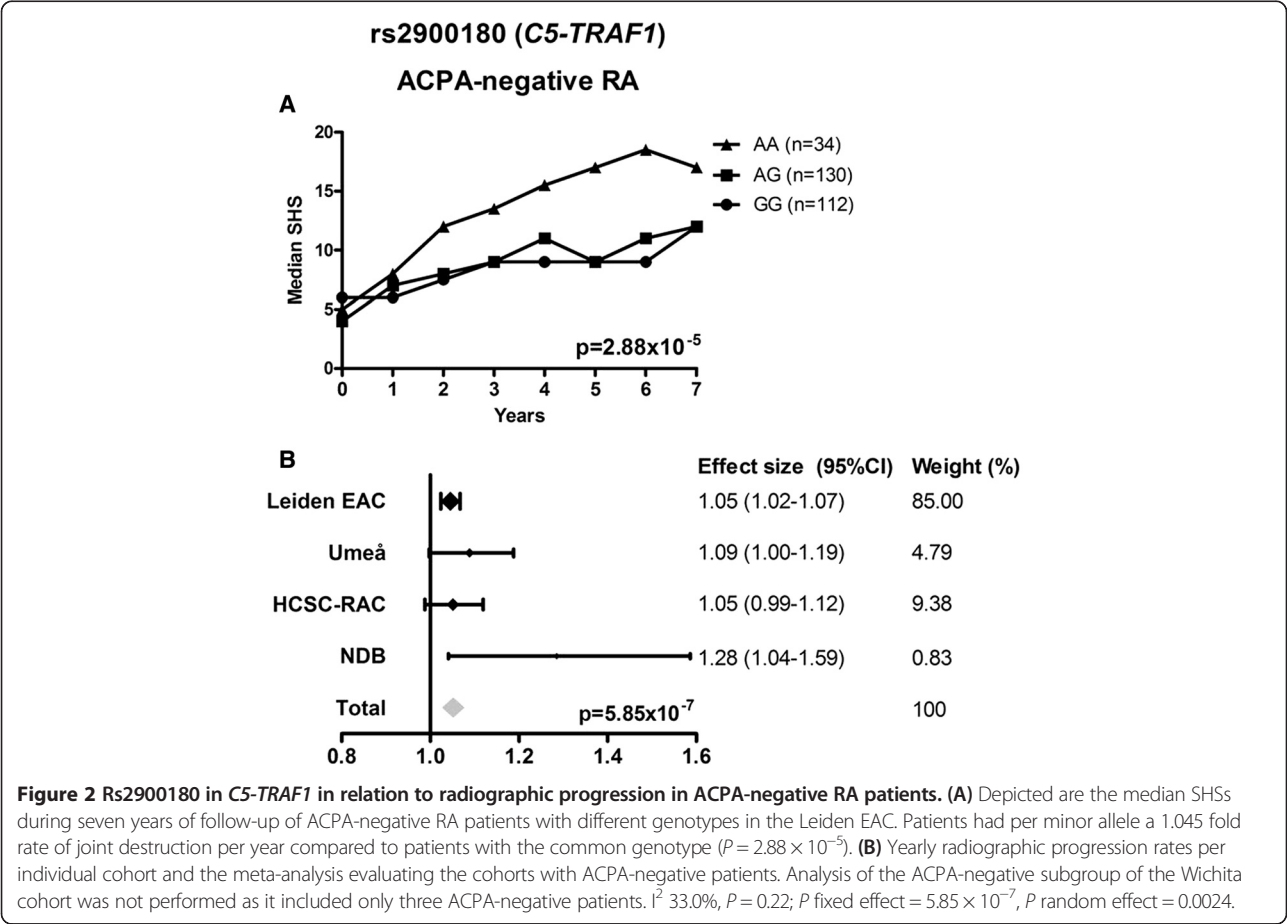 rs2900180 (C5-TRAF1)
ACPA-negative RA
A
20
15
10
5
0
Median SHS
0 1 2 3 4 5 6 7
Years
p=2.88x10-5
AA (n=34)
AG (n=130)
GG (n=112)
B
Effect size (95%CI) Weight (%)
Leiden EAC 1.05 (1.02-1.07) 85.00
Umeå 1.09 (1.00-1.19) 4.79
HCSC-RAC 1.05 (0.99-1.12) 9.38
NDB 1.28 (1.04-1.59) 0.83
Total p=5.85x10-7 100
0.8 1.0 1.2 1.4 1.6
Figure 2 Rs2900180 in C5-TRAF1 in relation to radiographic progression in ACPA-negative RA patients. (A) Depicted are the median SHSs
during seven years of follow-up of ACPA-negative RA patients with different genotypes in the Leiden EAC. Patients had per minor allele a 1.045 fold
rate of joint destruction per year compared to patients with the common genotype (P = 2.88 × 10−5). (B) Yearly radiographic progression rates per
individual cohort and the meta-analysis evaluating the cohorts with ACPA-negative patients. Analysis of the ACPA-negative subgroup of the Wichita
cohort was not performed as it included only three ACPA-negative patients. I2 33.0%, P = 0.22; P fixed effect = 5.85 × 10−7, P random effect = 0.0024.